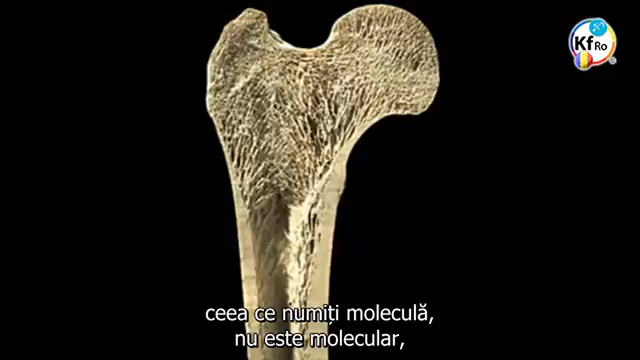 Kf Ro
ceea ce numiți moleculă,
nu este molecular,